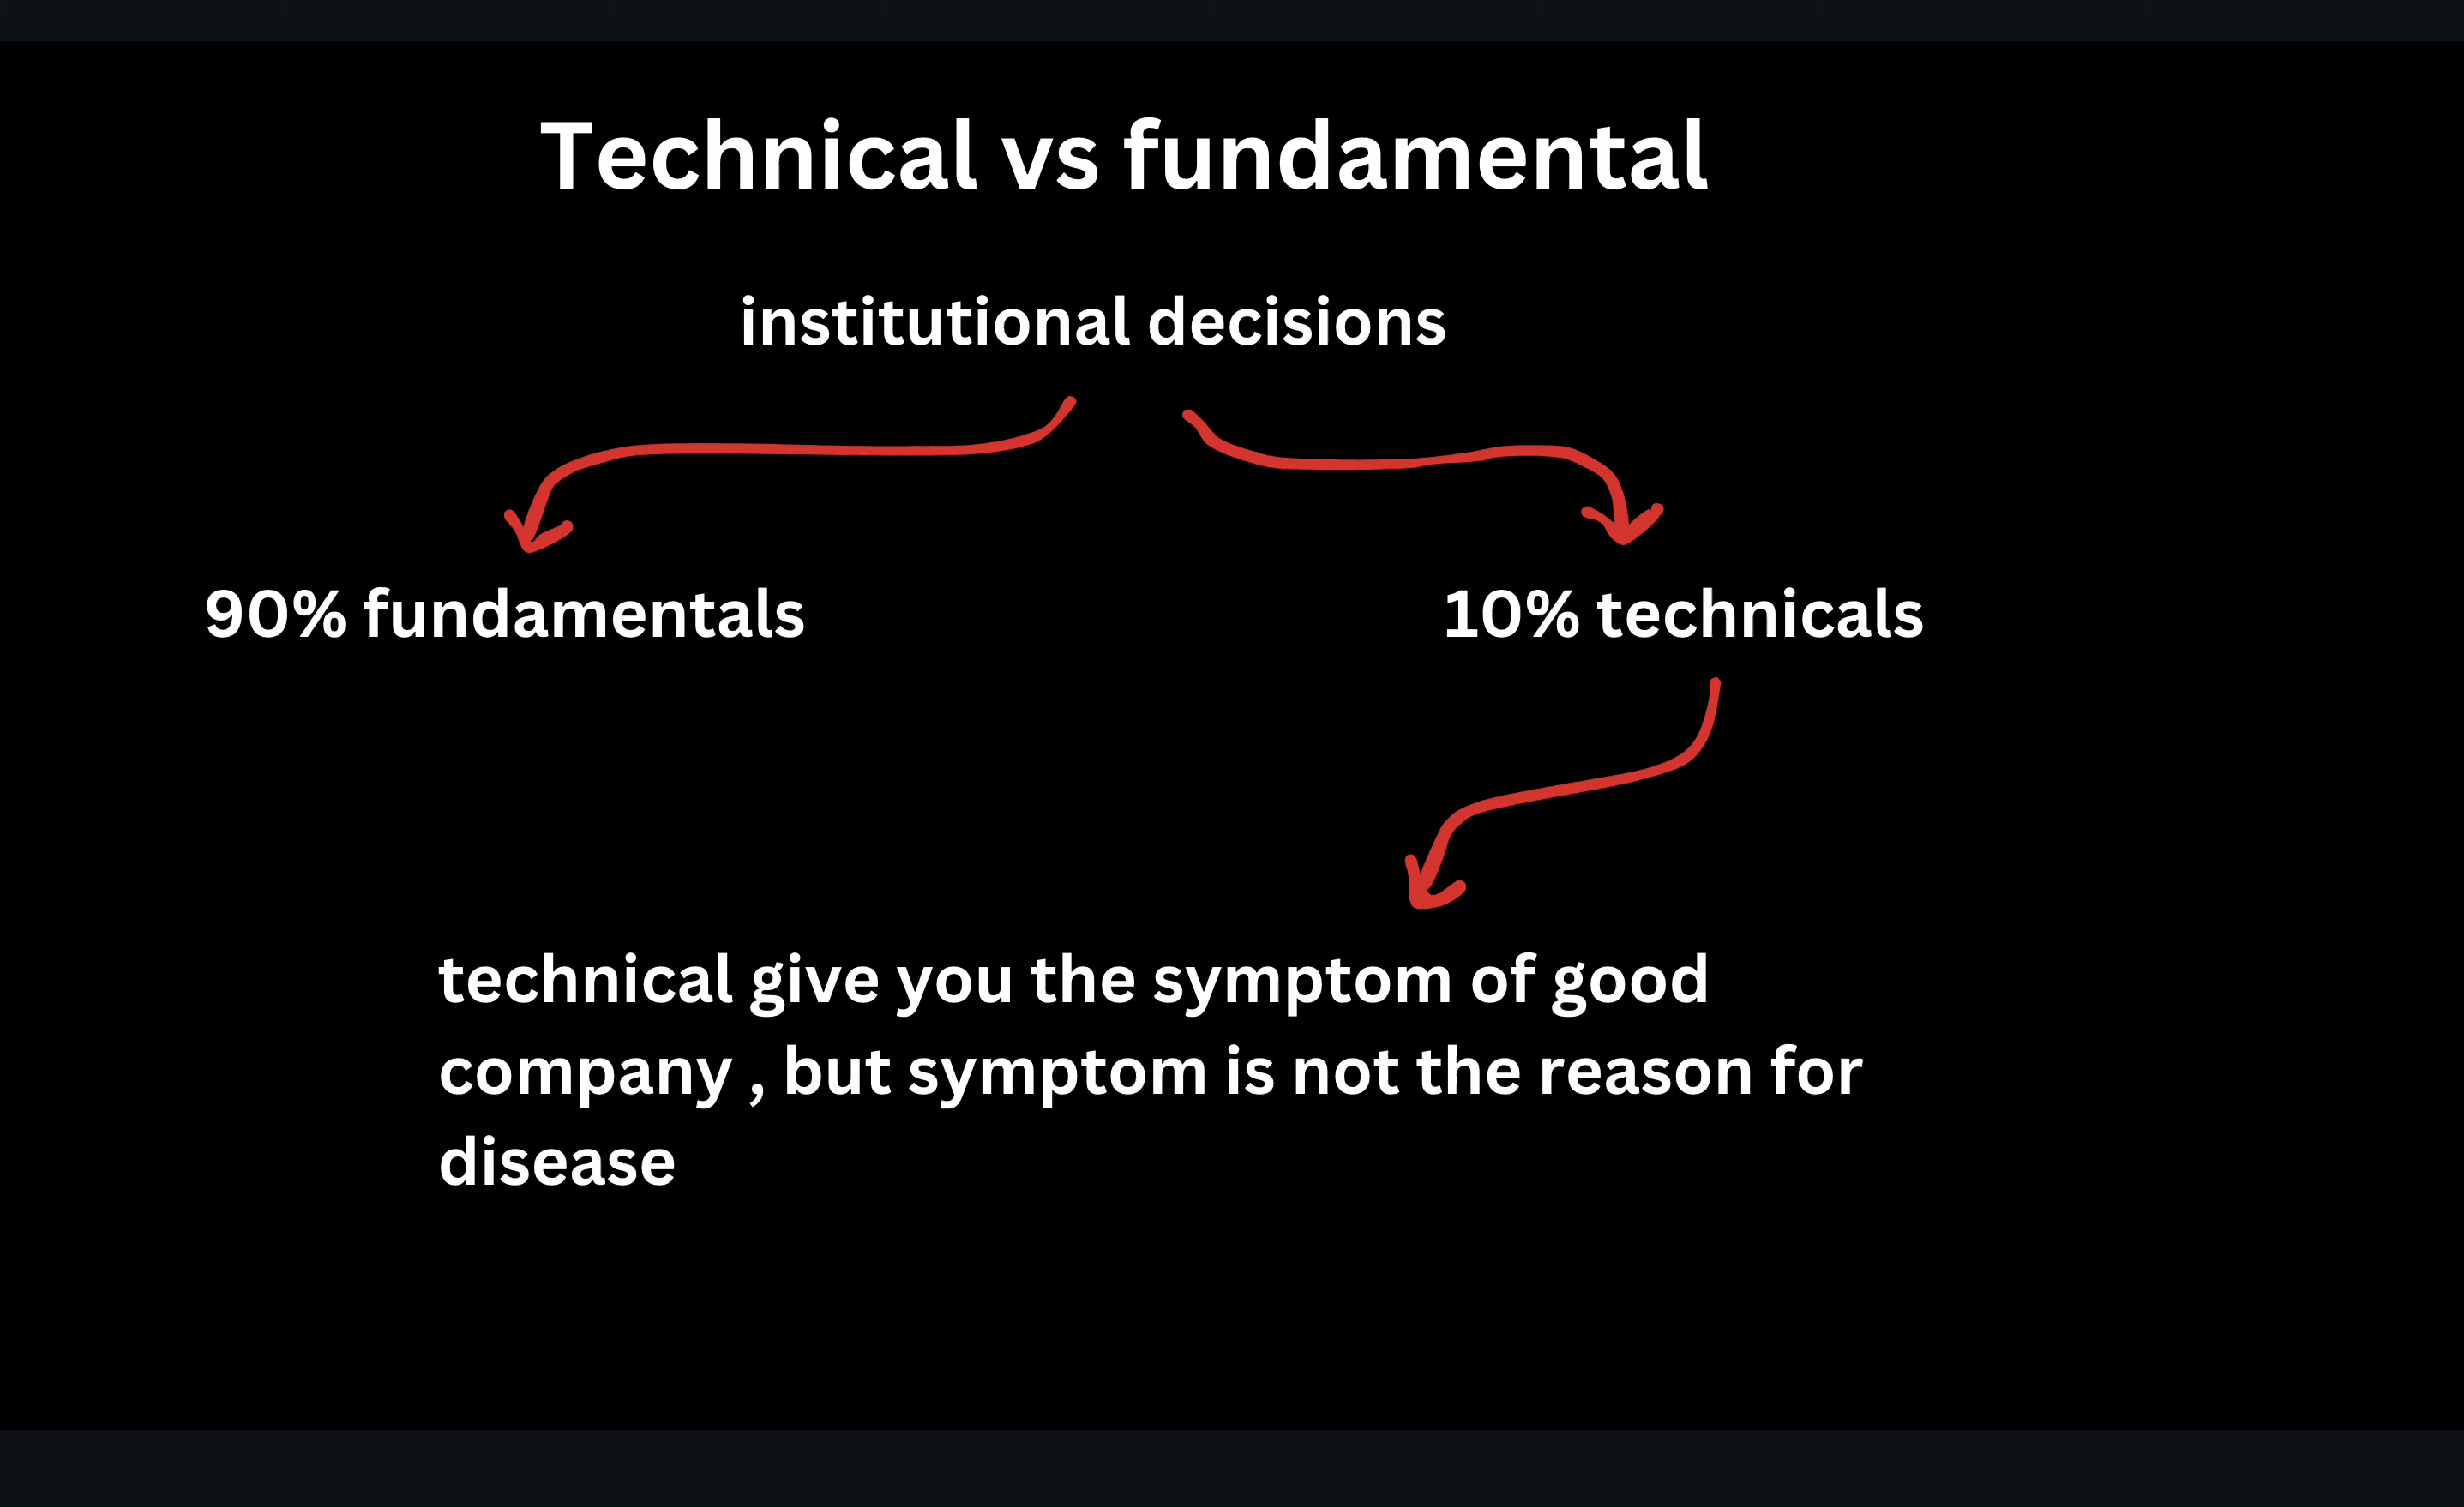 Technical vs fundamental
institutional decisions
90% fundamentals
10% technicals
technical give you the symptom of good
company , but symptom is not the reason for
disease